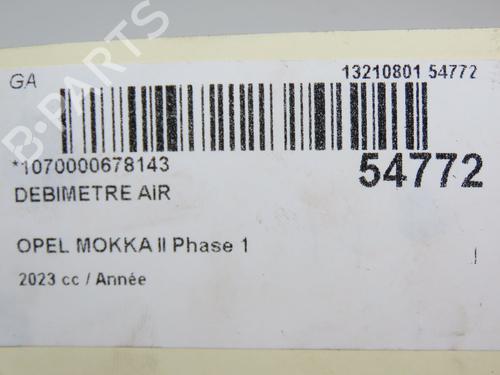 GA
13210801 54772
*1070000678143
54772
DEBIMETRE AIR
OPEL MOKKA II Phase 1
2023 cc / Année
B-PARTS